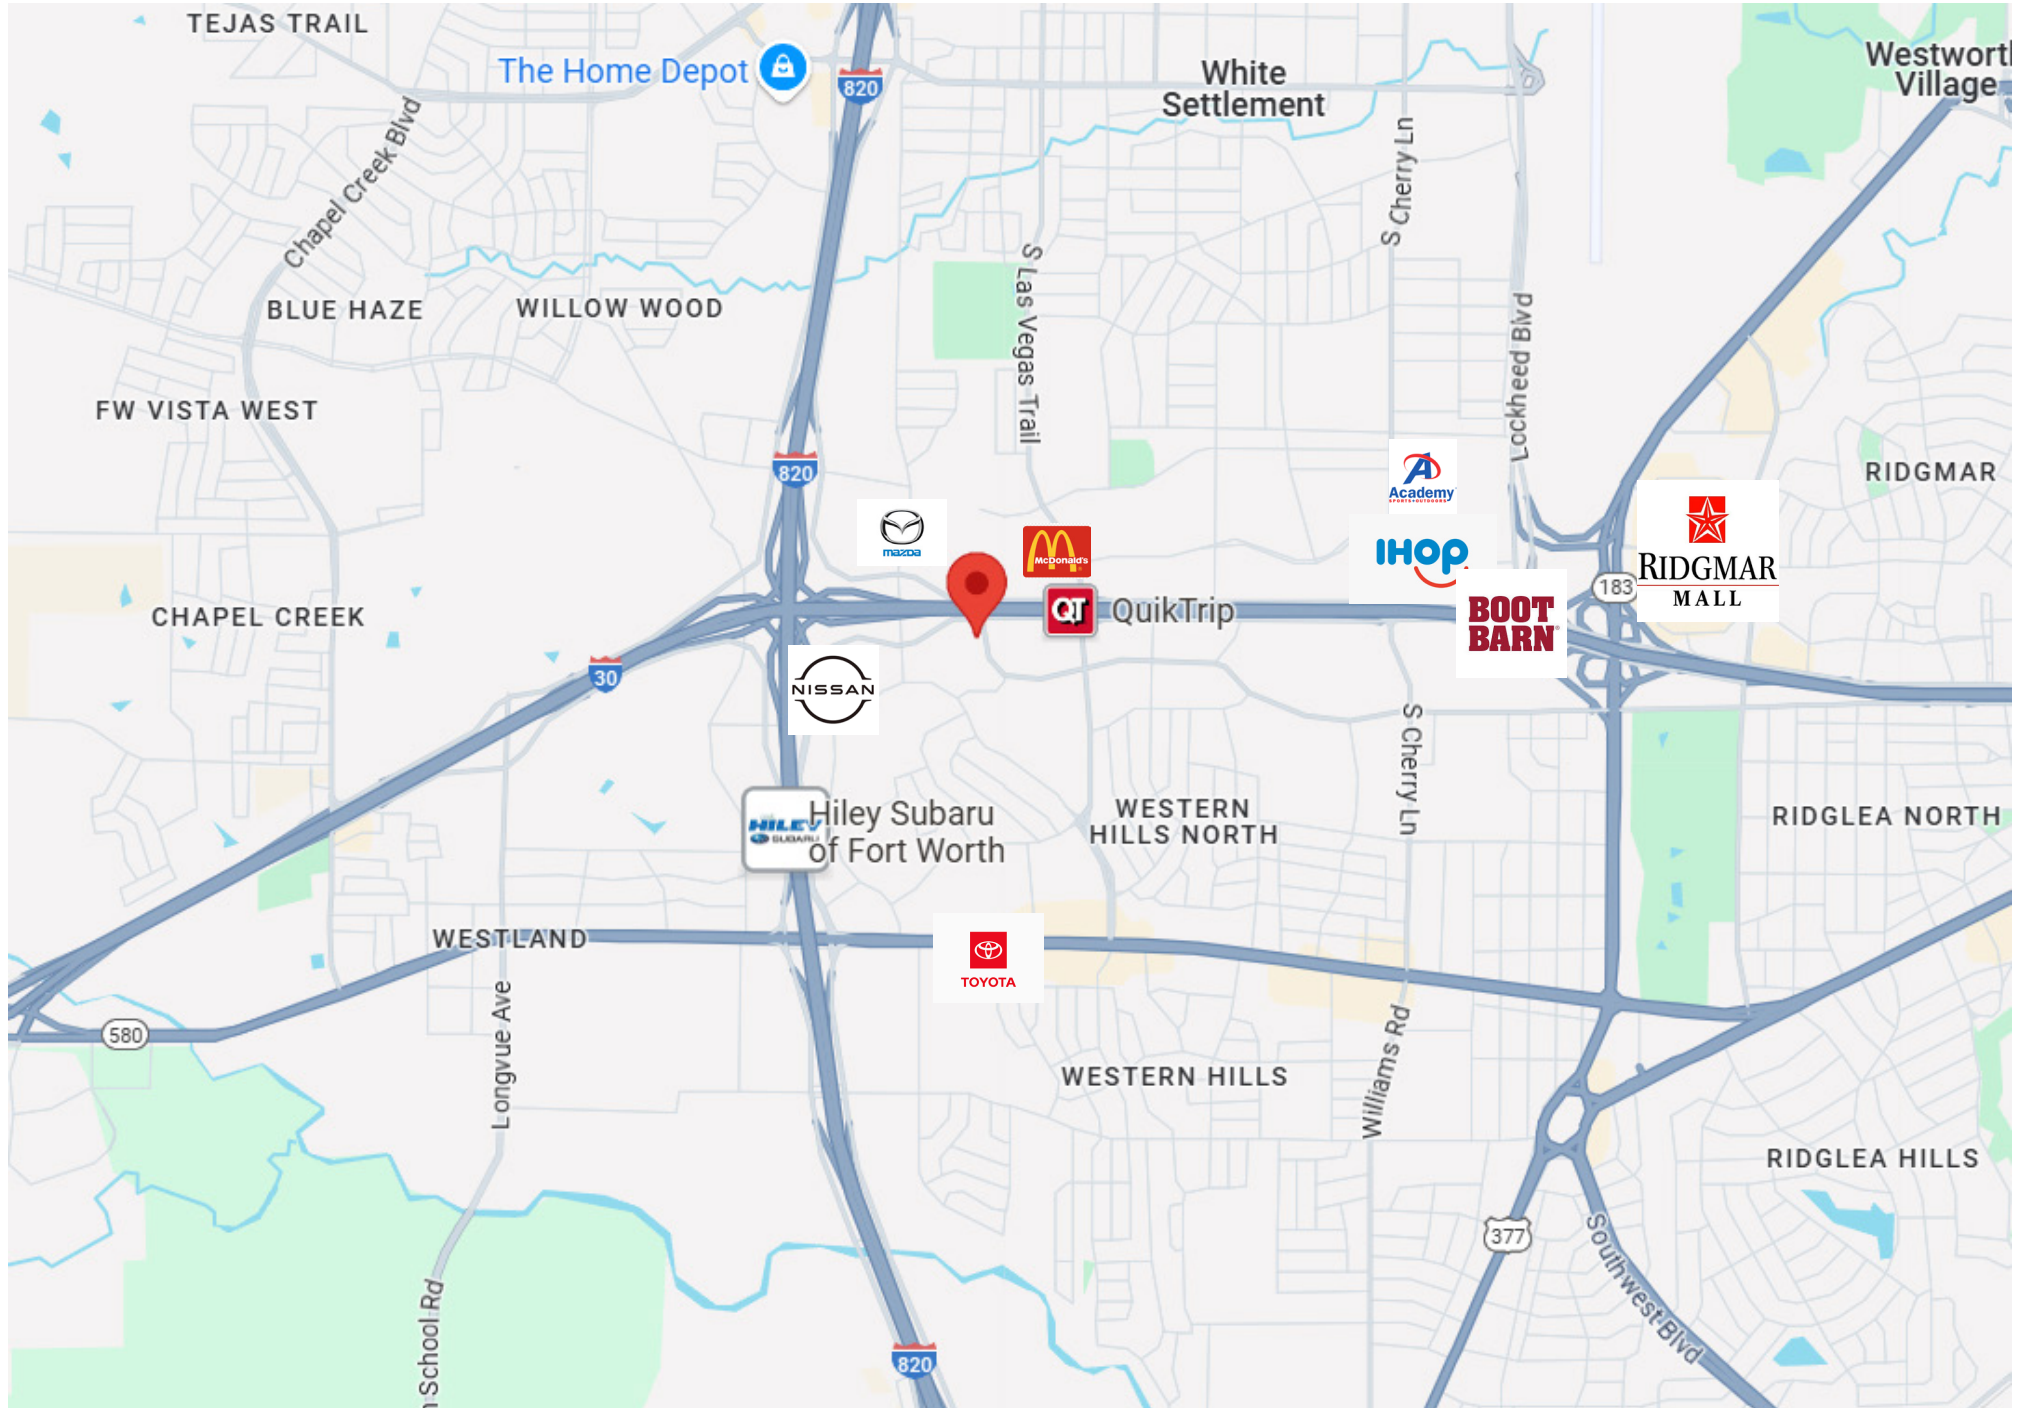 TEJAS TRAIL
The Home Depot
820
White
Settlement
Westwort
Village
Chapel Creek Blvd
S Cherry Ln
S Las Vegas Trail
BLUE HAZE
WILLOW WOOD
Lockheed Blvd
FW VISTA WEST
820
RIDGMAR
Academy
SPORTS+OUTDOORS
mazda
McDonald's
IHOP
RIDGMAR
MALL
183
CHAPEL CREEK
QT
QuikTrip
BOOT
BARN
30
NISSAN
S Cherry Ln
HILEY
SUBARU
Hiley Subaru
of Fort Worth
WESTERN
HILLS NORTH
RIDGLEA NORTH
WESTLAND
TOYOTA
580
Longvue Ave
Williams Rd
WESTERN HILLS
RIDGLEA HILLS
377
Southwest Blvd
School Rd
820